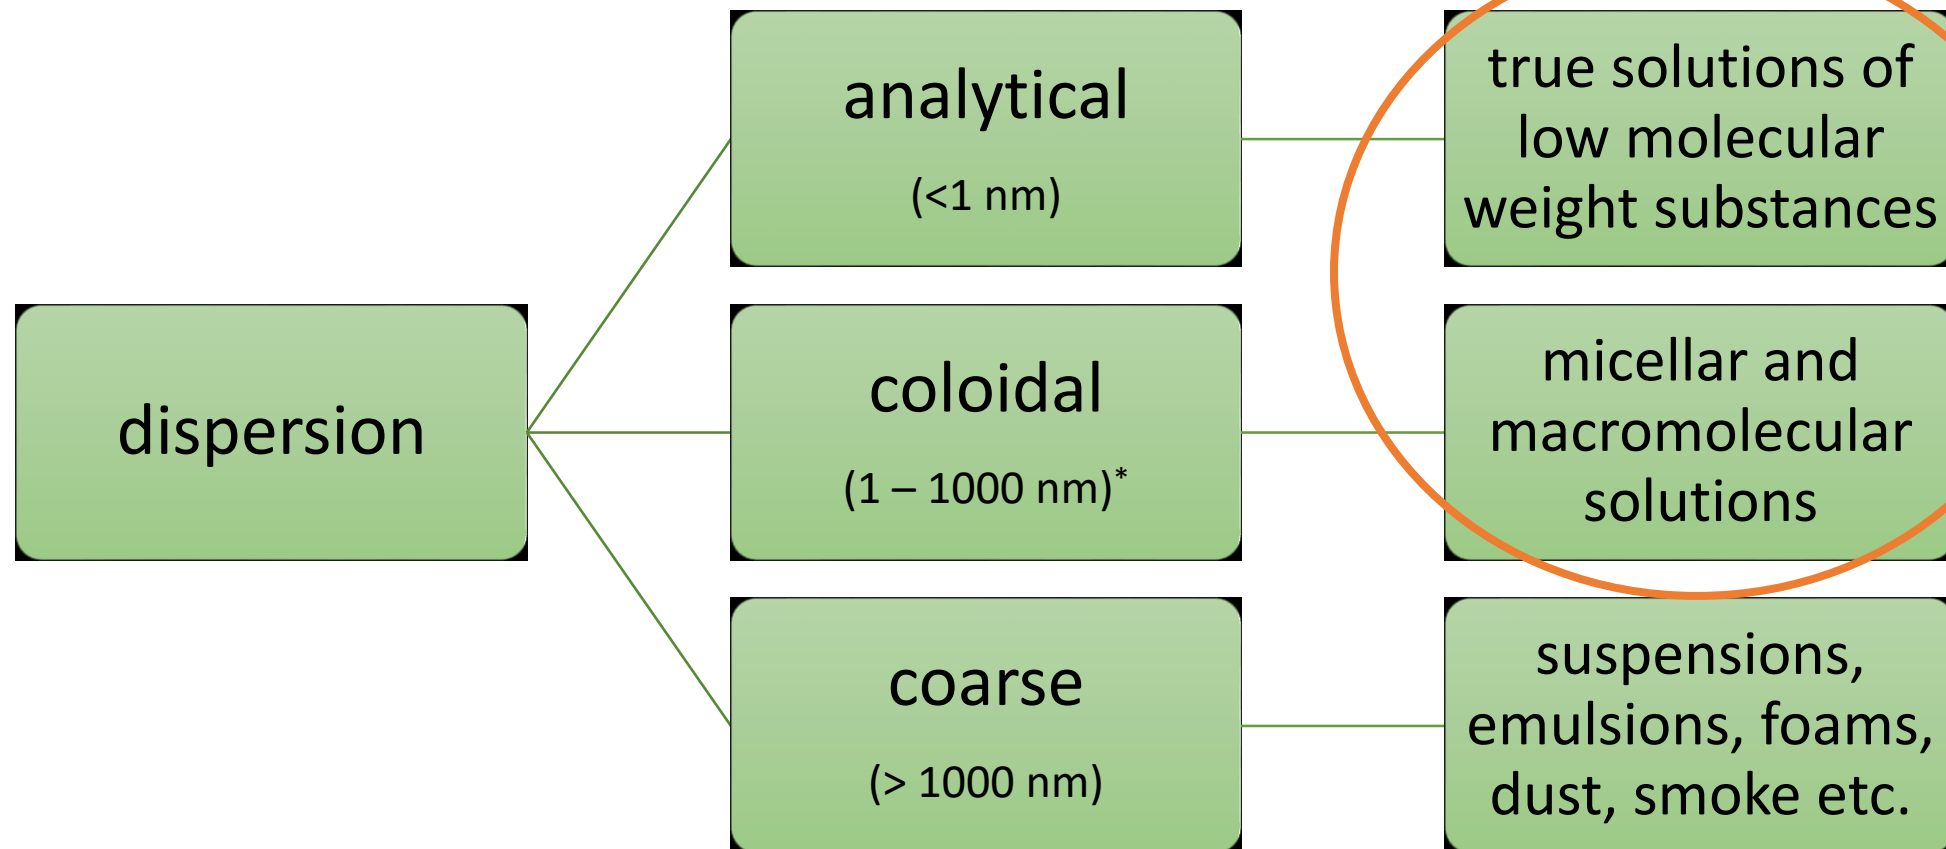 dispersion
analytical
(<1 nm)
true solutions of
low molecular
weight substances
coloidal
(1 – 1000 nm)*
micellar and
macromolecular
solutions
coarse
(> 1000 nm)
suspensions,
emulsions, foams,
dust, smoke etc.